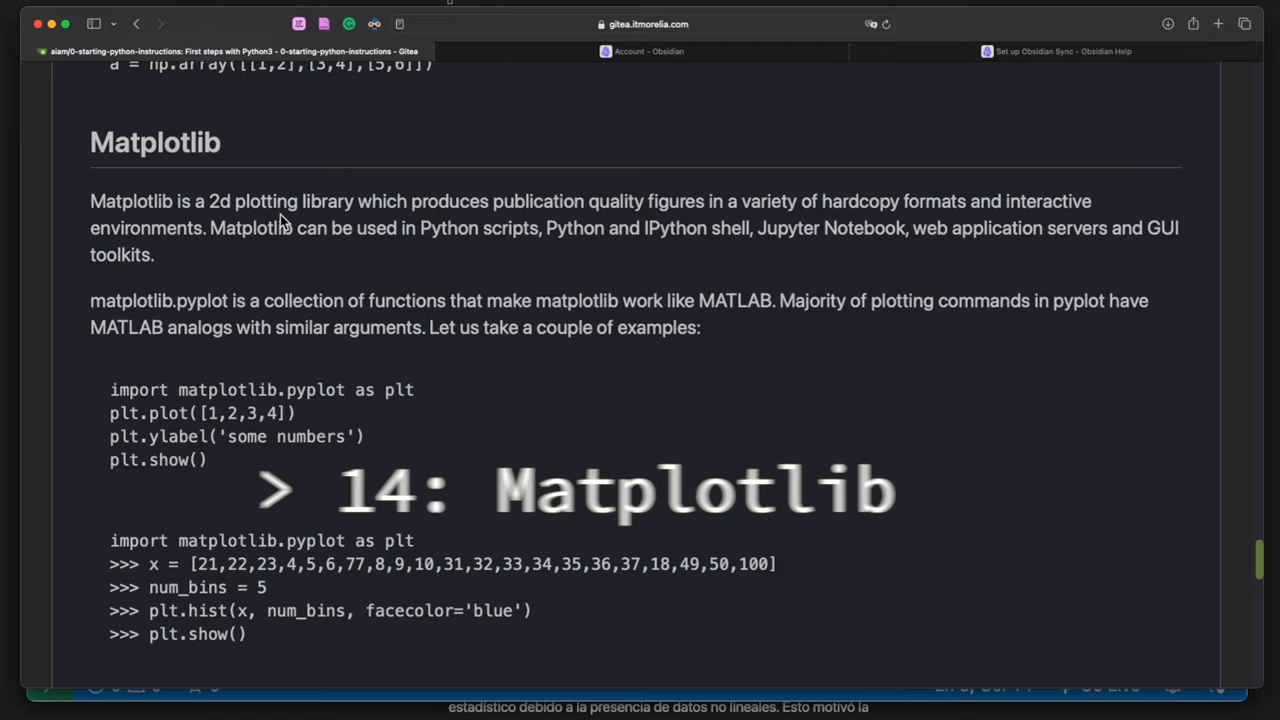 gitea.itmorelia.com
aiam/0-starting-python-instructions: First steps with Python3 - 0-starting-python-instructions - Gitea
Account - Obsidian
Set up Obsidian Sync - Obsidian Help
a = np.array([[1,2],[3,4],[5,6]])
Matplotlib
Matplotlib is a 2d plotting library which produces publication quality figures in a variety of hardcopy formats and interactive
environments. Matplotlib can be used in Python scripts, Python and IPython shell, Jupyter Notebook, web application servers and GUI
toolkits.
matplotlib.pyplot is a collection of functions that make matplotlib work like MATLAB. Majority of plotting commands in pyplot have
MATLAB analogs with similar arguments. Let us take a couple of examples:
import matplotlib.pyplot as plt
plt.plot([1,2,3,4])
plt.ylabel('some numbers')
plt.show()
> 14: Matplotlib
import matplotlib.pyplot as plt
>>> x = [21,22,23,4,5,6,77,8,9,10,31,32,33,34,35,36,37,18,49,50,100]
>>> num_bins = 5
>>> plt.hist(x, num_bins, facecolor='blue')
>>> plt.show()
estadístico debido a la presencia de datos no lineales. Esto motivó la